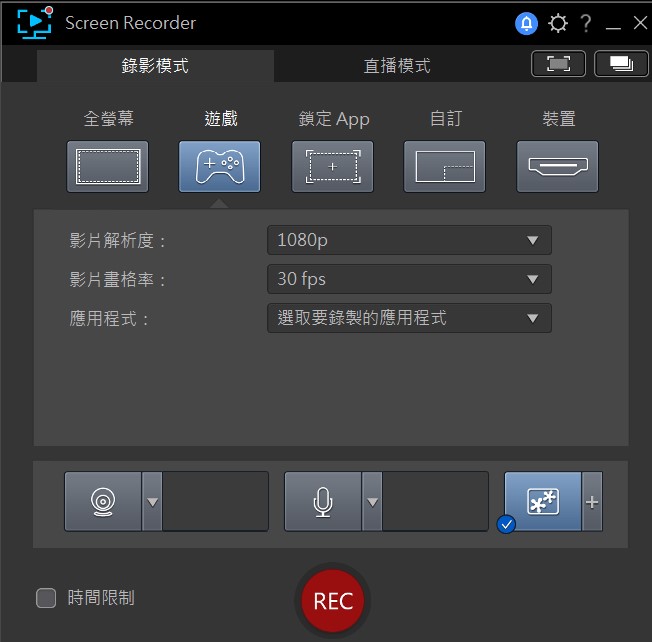 Screen Recorder
?
錄影模式
直播模式
全螢幕
遊戲
鎖定 App
自訂
裝置
影片解析度：
1080p
影片畫格率：
30 fps
應用程式：
選取要錄製的應用程式
時間限制
REC